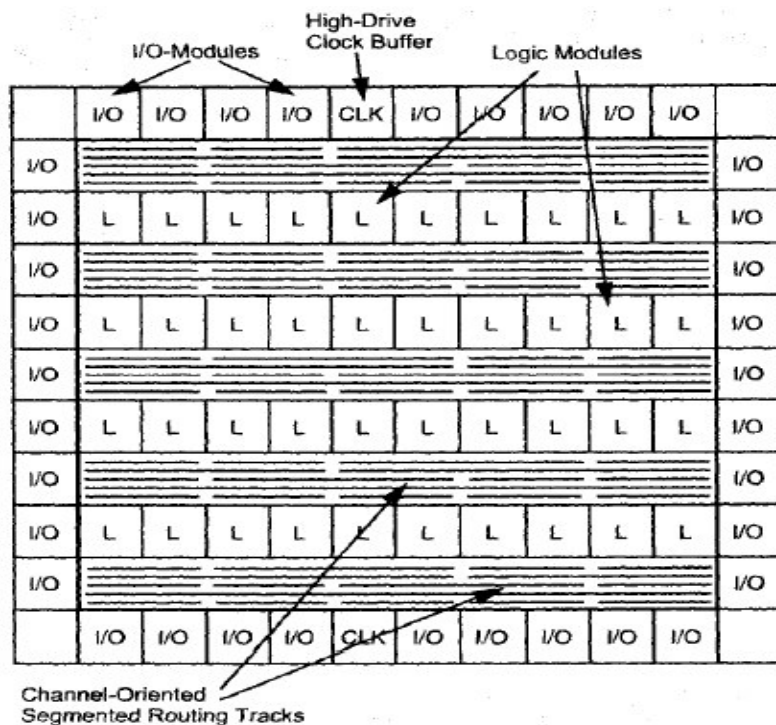 High-Drive
Clock Buffer
I/O-Modules
Logic Modules
I/O I/O I/O I/O CLK I/O I/O I/O I/O I/O
I/O I/O
I/O L L L L L L L L L L I/O
I/O I/O
I/O L L L L L L L L L L I/O
I/O I/O
I/O L L L L L L L L L L I/O
I/O I/O
I/O L L L L L L L L L L I/O
I/O I/O
I/O I/O I/O I/O CLK I/O I/O I/O I/O I/O
Channel-Oriented
Segmented Routing Tracks